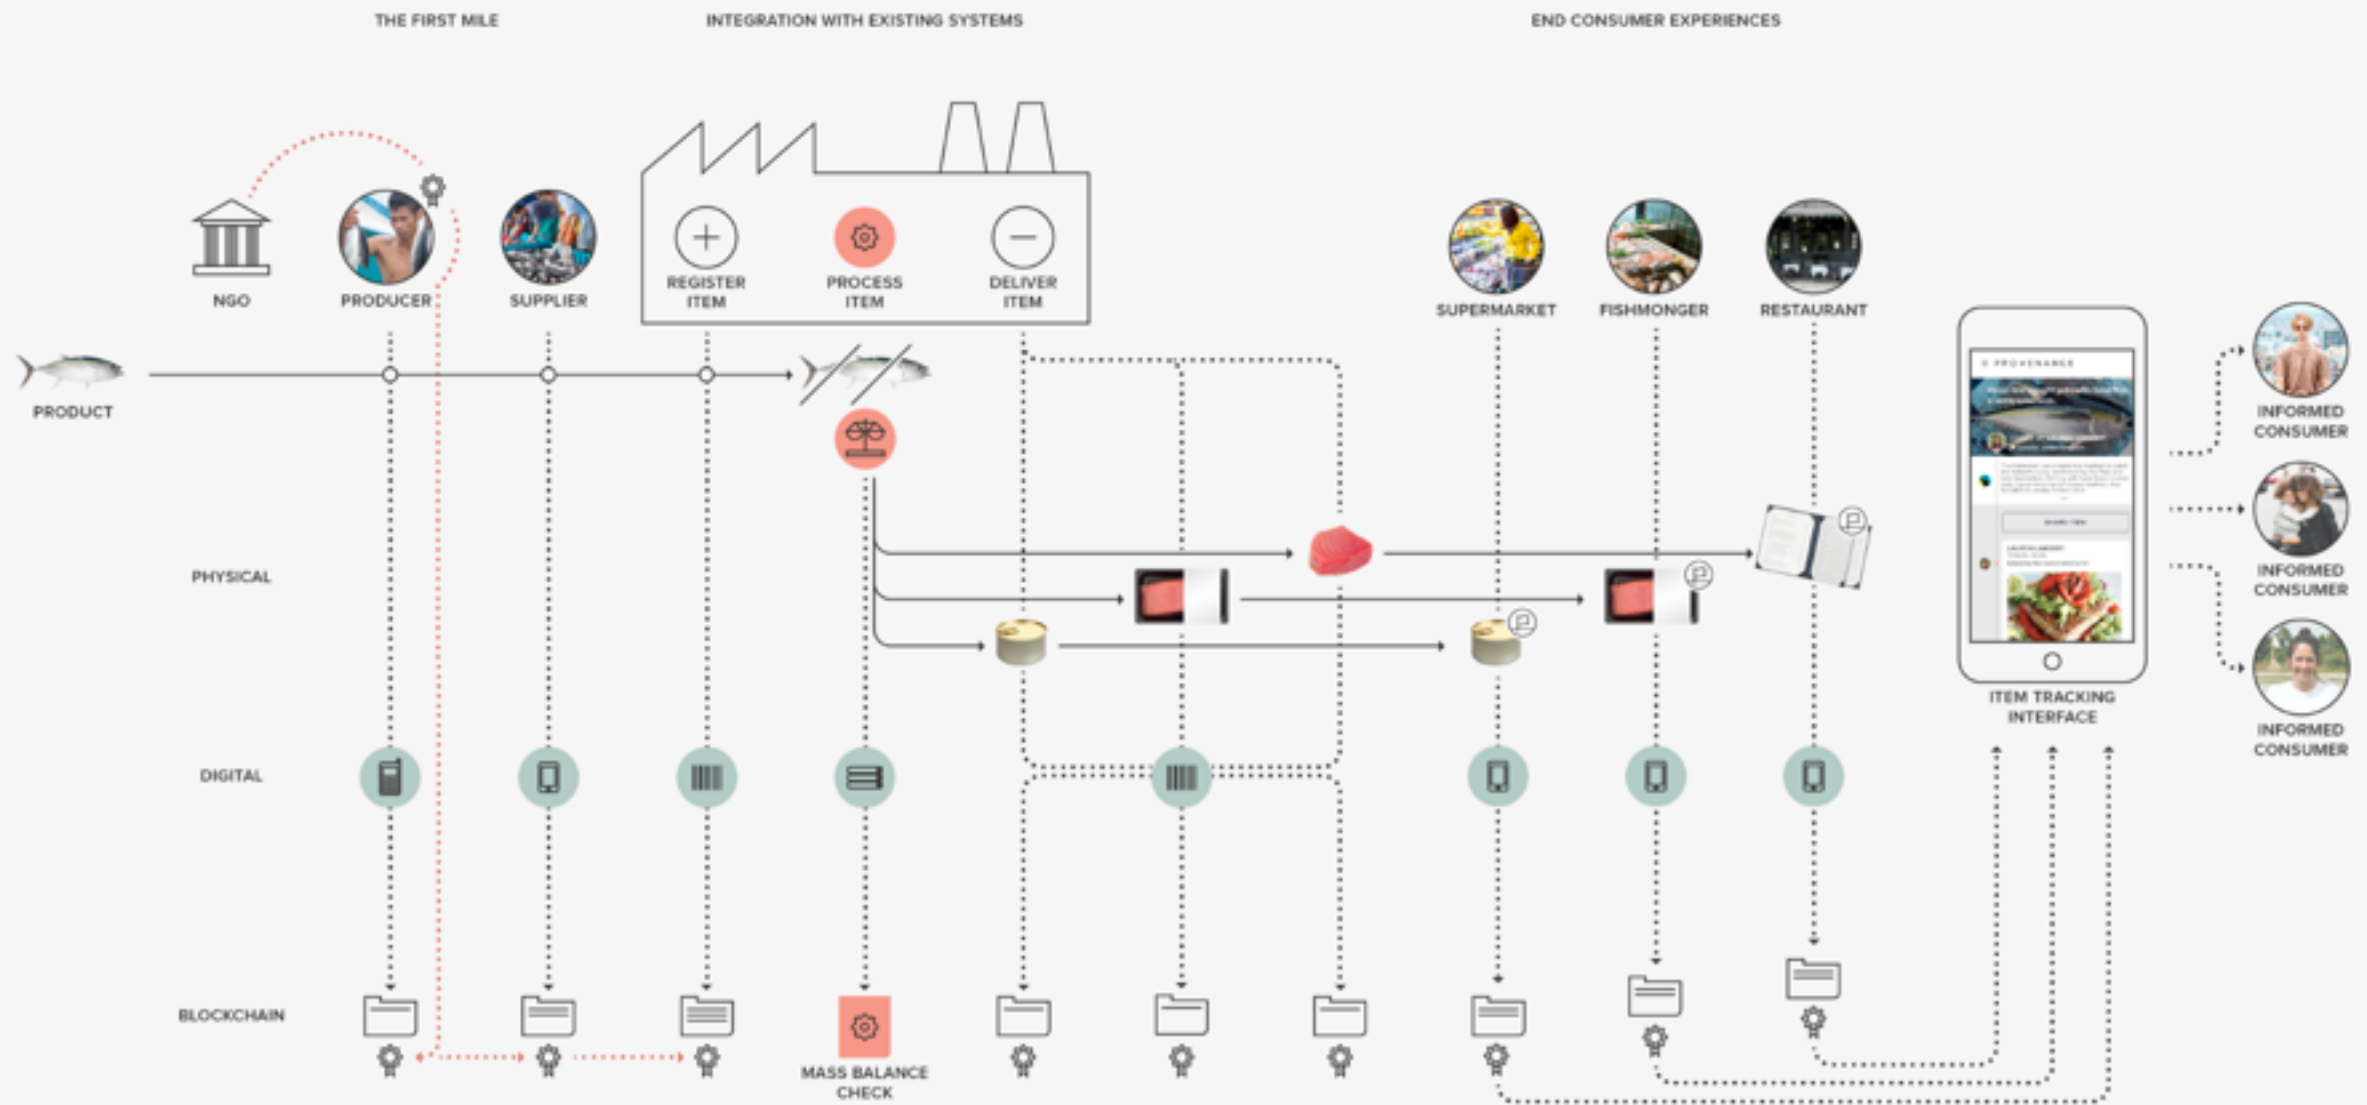 THE FIRST MILE
INTEGRATION WITH EXISTING SYSTEMS
END CONSUMER EXPERIENCES
NGO
PRODUCER
SUPPLIER
REGISTER
ITEM
PROCESS
ITEM
DELIVER
ITEM
SUPERMARKET
FISHMONGER
RESTAURANT
PRODUCT
PROVENANCE
ITEM TRACKING
INTERFACE
INFORMED
CONSUMER
INFORMED
CONSUMER
INFORMED
CONSUMER
PHYSICAL
DIGITAL
BLOCKCHAIN
MASS BALANCE
CHECK